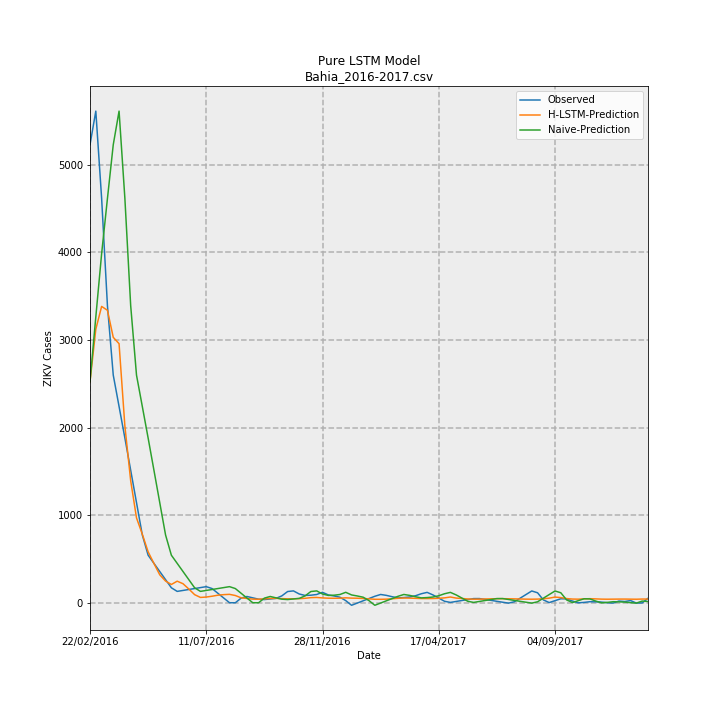 Pure LSTM Model
Bahia_2016-2017.csv
Observed
H-LSTM-Prediction
Naive-Prediction
ZIKV Cases
5000
4000
3000
2000
1000
0
22/02/2016
11/07/2016
28/11/2016
17/04/2017
04/09/2017
Date